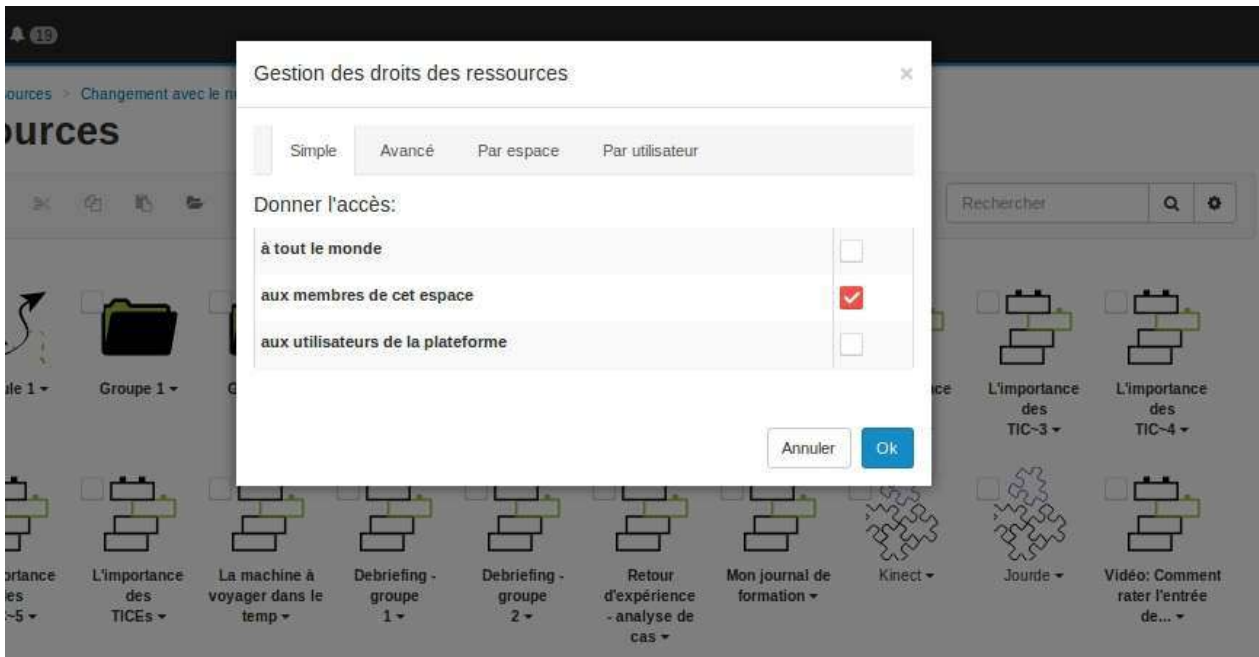 19
Gestion des droits des ressources
×
ources > Changement avec le n
ources
Simple Avancé Par espace Par utilisateur
Donner l'accès:
Rechercher
à tout le monde
aux membres de cet espace
aux utilisateurs de la plateforme
ule 1
Groupe 1
G
nce
L'importance
des
TIC~3
L'importance
des
TIC~4
Annuler
Ok
ortance
es
~5
L'importance
des
TICEs
La machine à
voyager dans le
temp
Debriefing -
groupe
1
Debriefing -
groupe
2
Retour
d'expérience
- analyse de
cas
Mon journal de
formation
Kinect
Jourde
Vidéo: Comment
rater l'entrée
de...